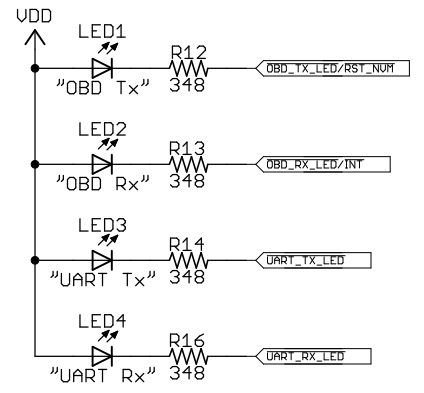 VDD
LED1
R12
OBD_TX_LED/RST_NVM
"OBD Tx"
348
LED2
R13
OBD_RX_LED/INT
"OBD Rx"
348
LED3
R14
UART_TX_LED
"UART Tx"
348
LED4
R16
UART_RX_LED
"UART Rx"
348